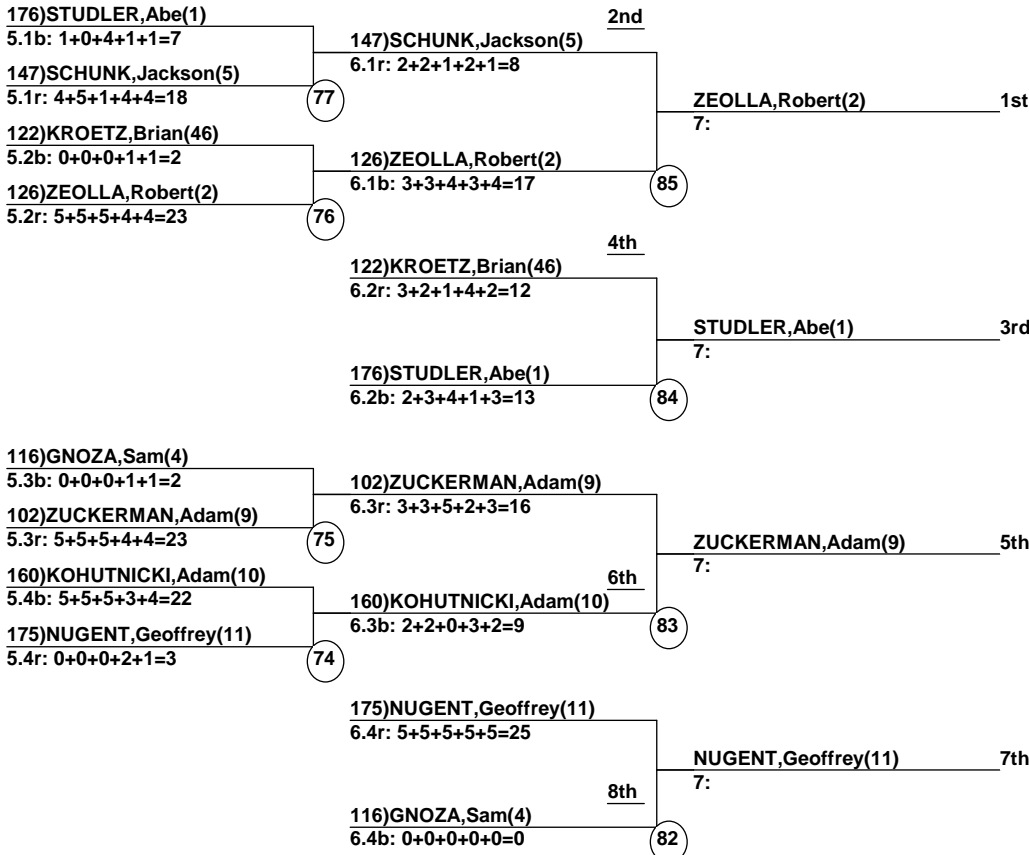 176)STUDLER,Abe(1)
5.1b: 1+0+4+1+1=7
147)SCHUNK,Jackson(5)
5.1r: 4+5+1+4+4=18
77
122)KROETZ,Brian(46)
5.2b: 0+0+0+1+1=2
126)ZEOLLA,Robert(2)
5.2r: 5+5+5+4+4=23
76
2nd
147)SCHUNK,Jackson(5)
6.1r: 2+2+1+2+1=8
126)ZEOLLA,Robert(2)
6.1b: 3+3+4+3+4=17
85
ZEOLLA,Robert(2) 1st
7:
4th
122)KROETZ,Brian(46)
6.2r: 3+2+1+4+2=12
176)STUDLER,Abe(1)
6.2b: 2+3+4+1+3=13
84
STUDLER,Abe(1) 3rd
7:
116)GNOZA,Sam(4)
5.3b: 0+0+0+1+1=2
102)ZUCKERMAN,Adam(9)
5.3r: 5+5+5+4+4=23
75
160)KOHUTNICKI,Adam(10)
5.4b: 5+5+5+3+4=22
175)NUGENT,Geoffrey(11)
5.4r: 0+0+0+2+1=3
74
102)ZUCKERMAN,Adam(9)
6.3r: 3+3+5+2+3=16
6th
160)KOHUTNICKI,Adam(10)
6.3b: 2+2+0+3+2=9
83
ZUCKERMAN,Adam(9) 5th
7:
175)NUGENT,Geoffrey(11)
6.4r: 5+5+5+5+5=25
8th
116)GNOZA,Sam(4)
6.4b: 0+0+0+0+0=0
82
NUGENT,Geoffrey(11) 7th
7: